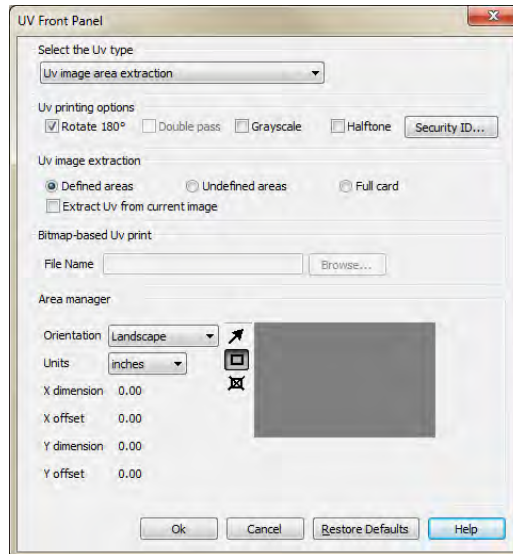 UV Front Panel
Select the Uv type
Uv image area extraction
Uv printing options
Rotate 180° Double pass Grayscale Halftone Security ID...
Uv image extraction
Defined areas Undefined areas Full card
Extract Uv from current image
Bitmap-based Uv print
File Name Browse...
Area manager
Orientation Landscape
Units inches
X dimension 0.00
X offset 0.00
Y dimension 0.00
Y offset 0.00
Ok Cancel Restore Defaults Help